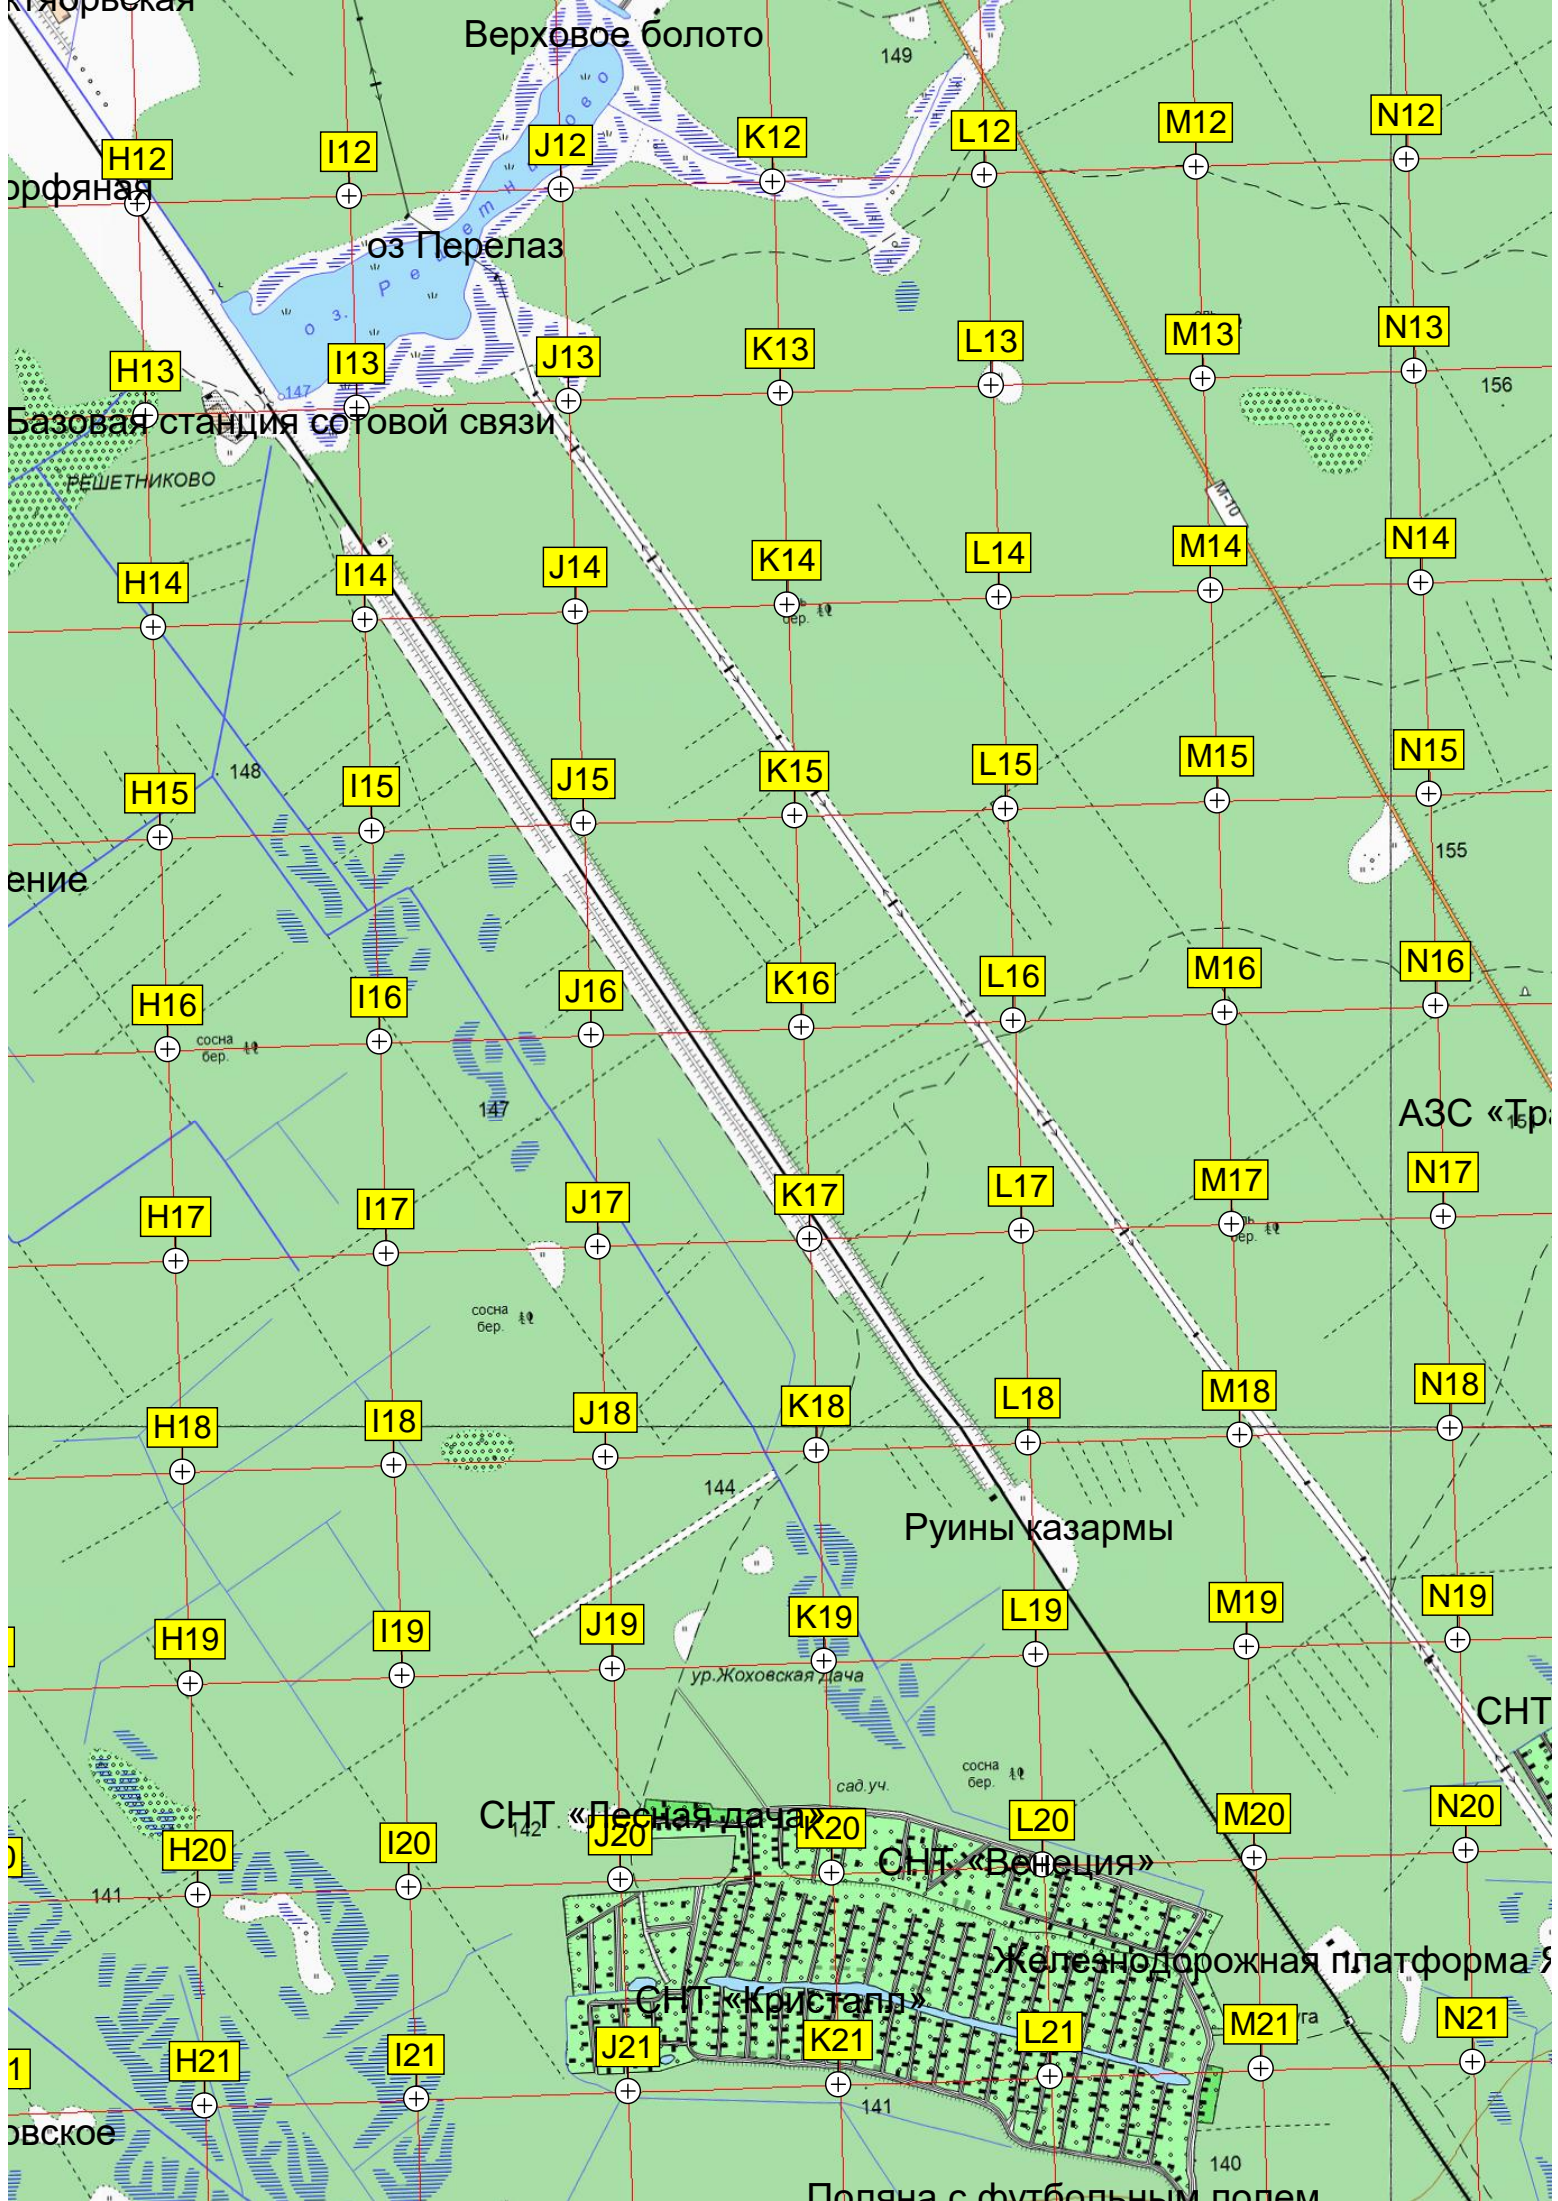 Верховое болото
149
H12
I12
J12
K12
L12
M12
N12
орфяная
оз Перелаз
о з. Р е ш е т н и к о в о
H13
I13
J13
K13
L13
M13
N13
147
156
Базовая станция сотовой связи
РЕШЕТНИКОВО
М-10
H14
I14
J14
K14
L14
M14
N14
бер.
148
H15
I15
J15
K15
L15
M15
N15
155
ение
H16
I16
J16
K16
L16
M16
N16
сосна
бер.
147
АЗС «Тра
H17
I17
J17
K17
L17
M17
N17
бер.
сосна
бер.
H18
I18
J18
K18
L18
M18
N18
144
Руины казармы
H19
I19
J19
K19
L19
M19
N19
ур.Жоховская дача
СНТ
сосна
бер.
сад.уч.
СНТ «Лесная дача»
142
H20
I20
J20
K20
L20
M20
N20
СНТ «Венеция»
141
Железнодорожная платформа Я
СНТ «Кристалл»
уга
H21
I21
J21
K21
L21
M21
N21
1
141
овское
140
Поляна с футбольным полем